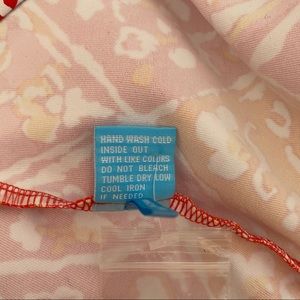 HAND WASH COLD
INSIDE OUT
WITH LIKE COLORS
DO NOT BLEACH
TUMBLE DRY LOW
COOL IRON
IF NEEDED